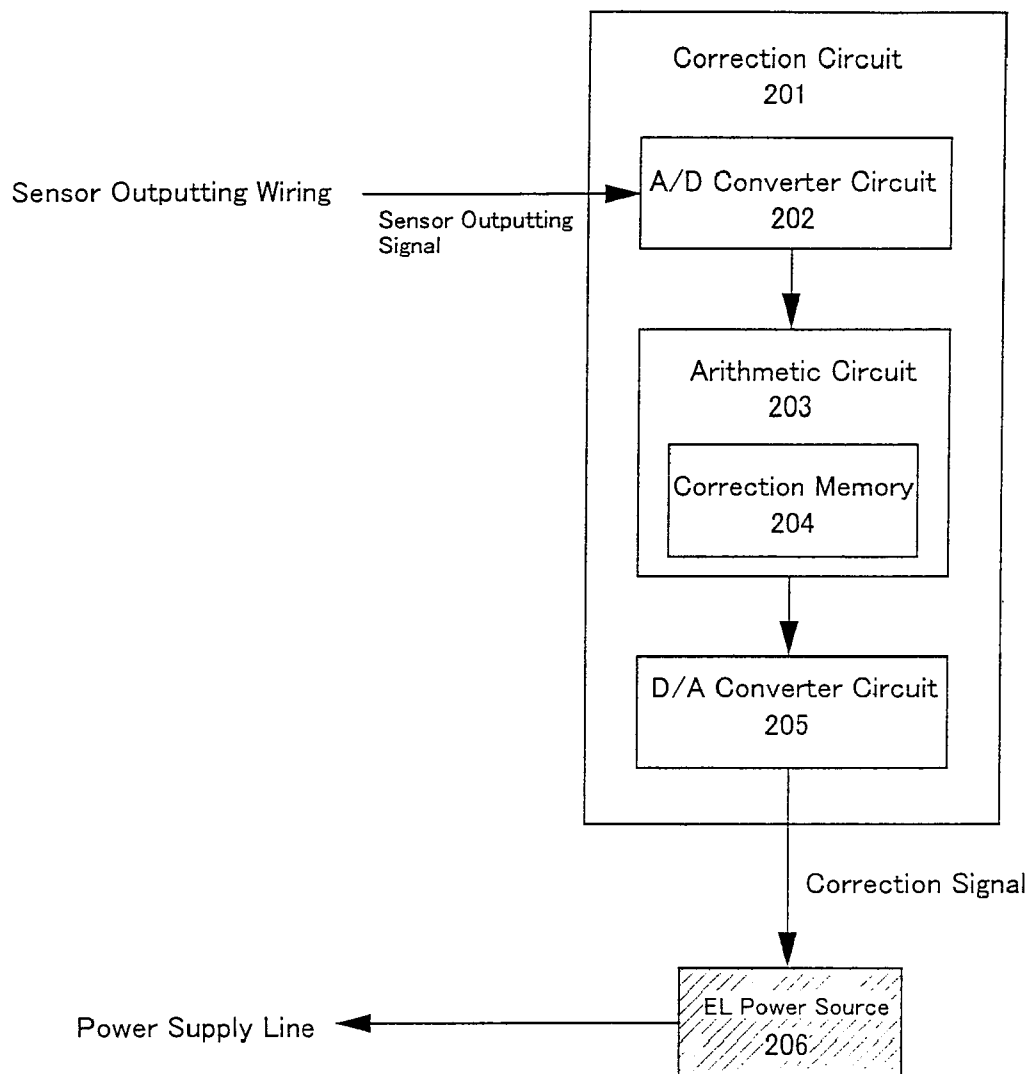 Correction Circuit
201
A/D Converter Circuit
202
Sensor Outputting Wiring
Sensor Outputting
Signal
Arithmetic Circuit
203
Correction Memory
204
D/A Converter Circuit
205
Correction Signal
EL Power Source
206
Power Supply Line